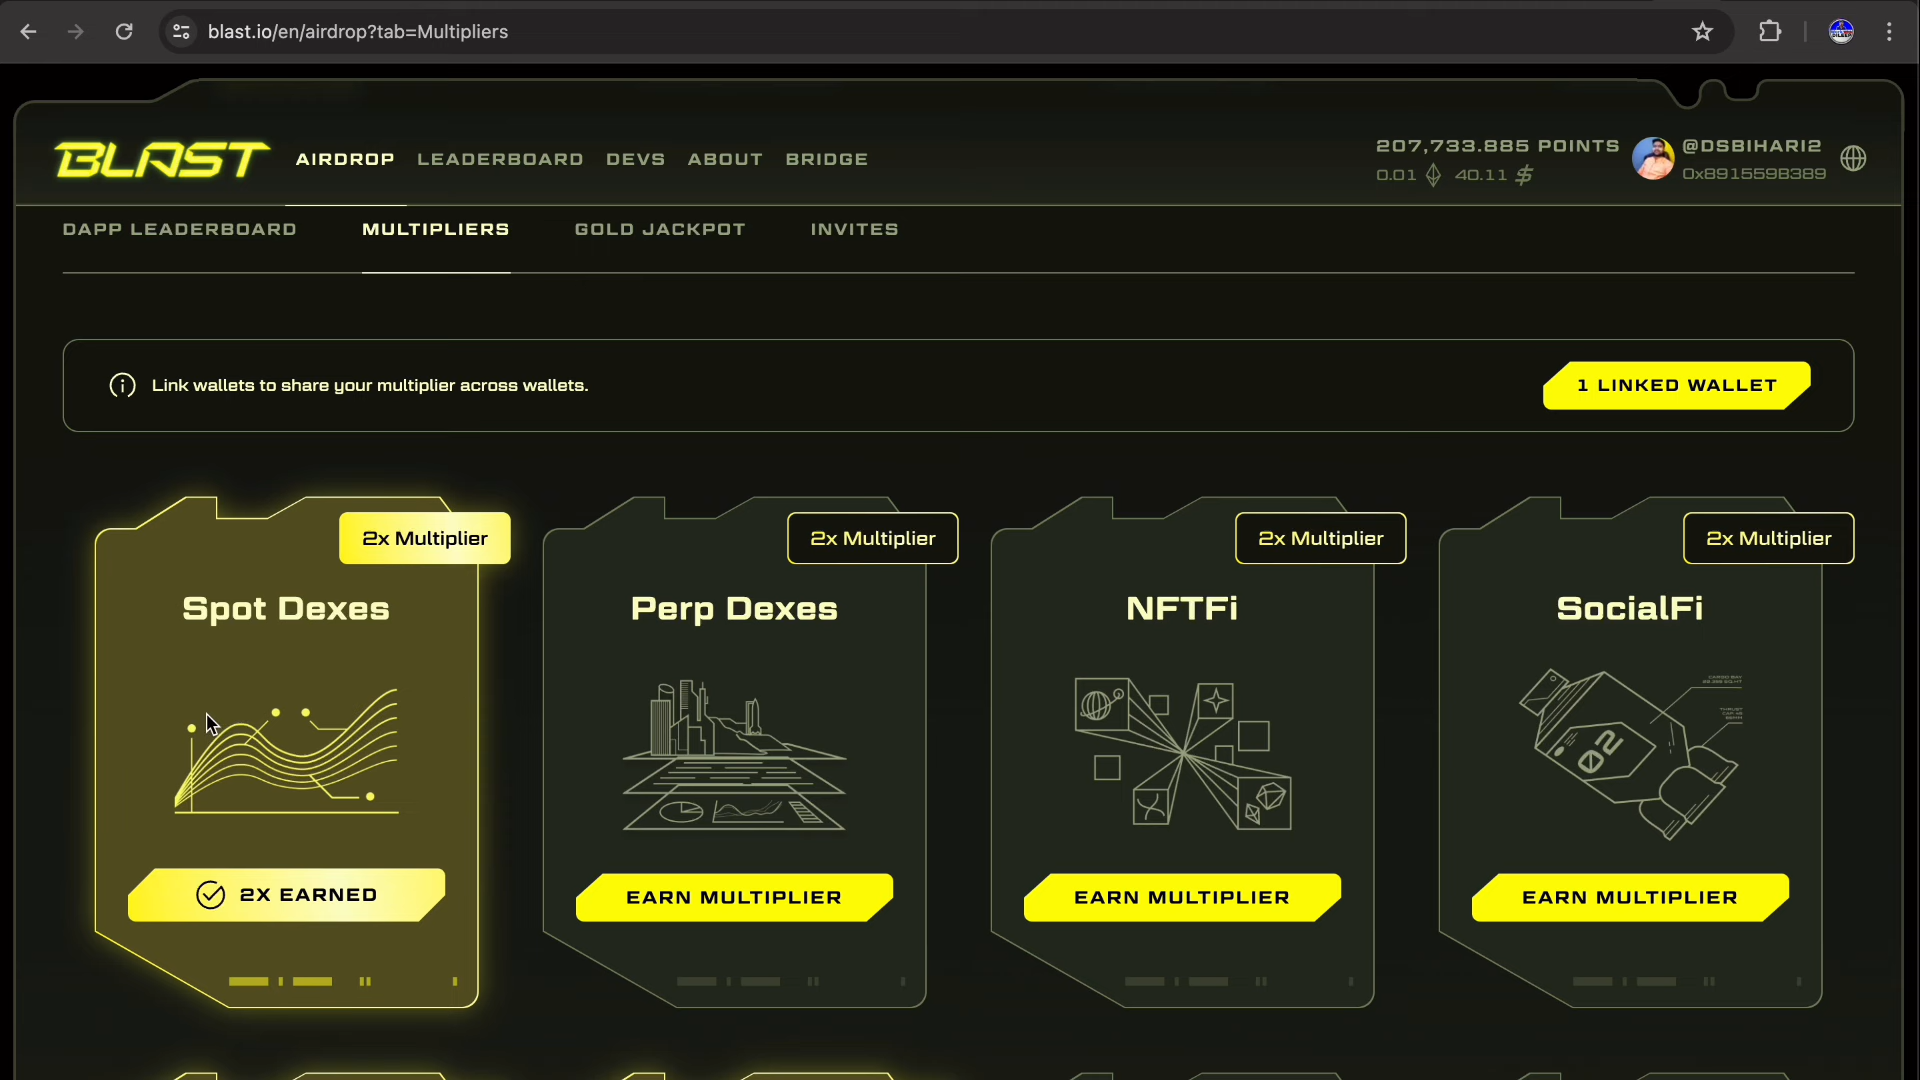 blast.io/en/airdrop?tab=Multipliers
BLAST
AIRDROP LEADERBOARD DEVS ABOUT BRIDGE
207,733.885 POINTS
0.01 40.11 $
@DSBIHARI2
0x891559B389
DAPP LEADERBOARD MULTIPLIERS GOLD JACKPOT INVITES
Link wallets to share your multiplier across wallets.
1 LINKED WALLET
2x Multiplier
Spot Dexes
2X EARNED
2x Multiplier
Perp Dexes
EARN MULTIPLIER
2x Multiplier
NFTFi
EARN MULTIPLIER
2x Multiplier
SocialFi
02
EARN MULTIPLIER